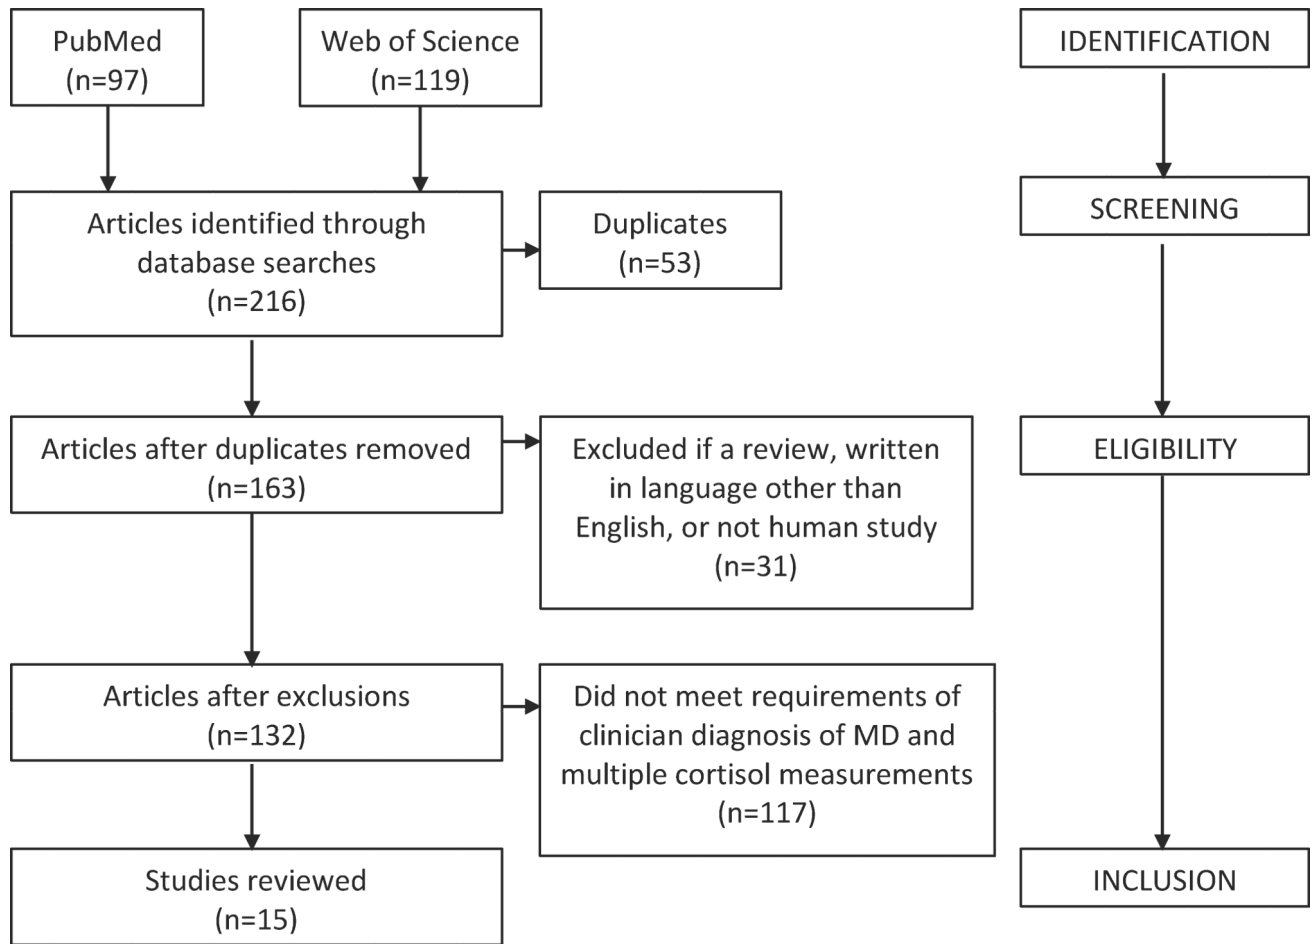 PubMed
(n=97)
Web of Science
(n=119)
IDENTIFICATION
Articles identified through
database searches
(n=216)
Duplicates
(n=53)
SCREENING
Articles after duplicates removed
(n=163)
Excluded if a review, written
in language other than
English, or not human study
(n=31)
ELIGIBILITY
Articles after exclusions
(n=132)
Did not meet requirements of
clinician diagnosis of MD and
multiple cortisol measurements
(n=117)
Studies reviewed
(n=15)
INCLUSION